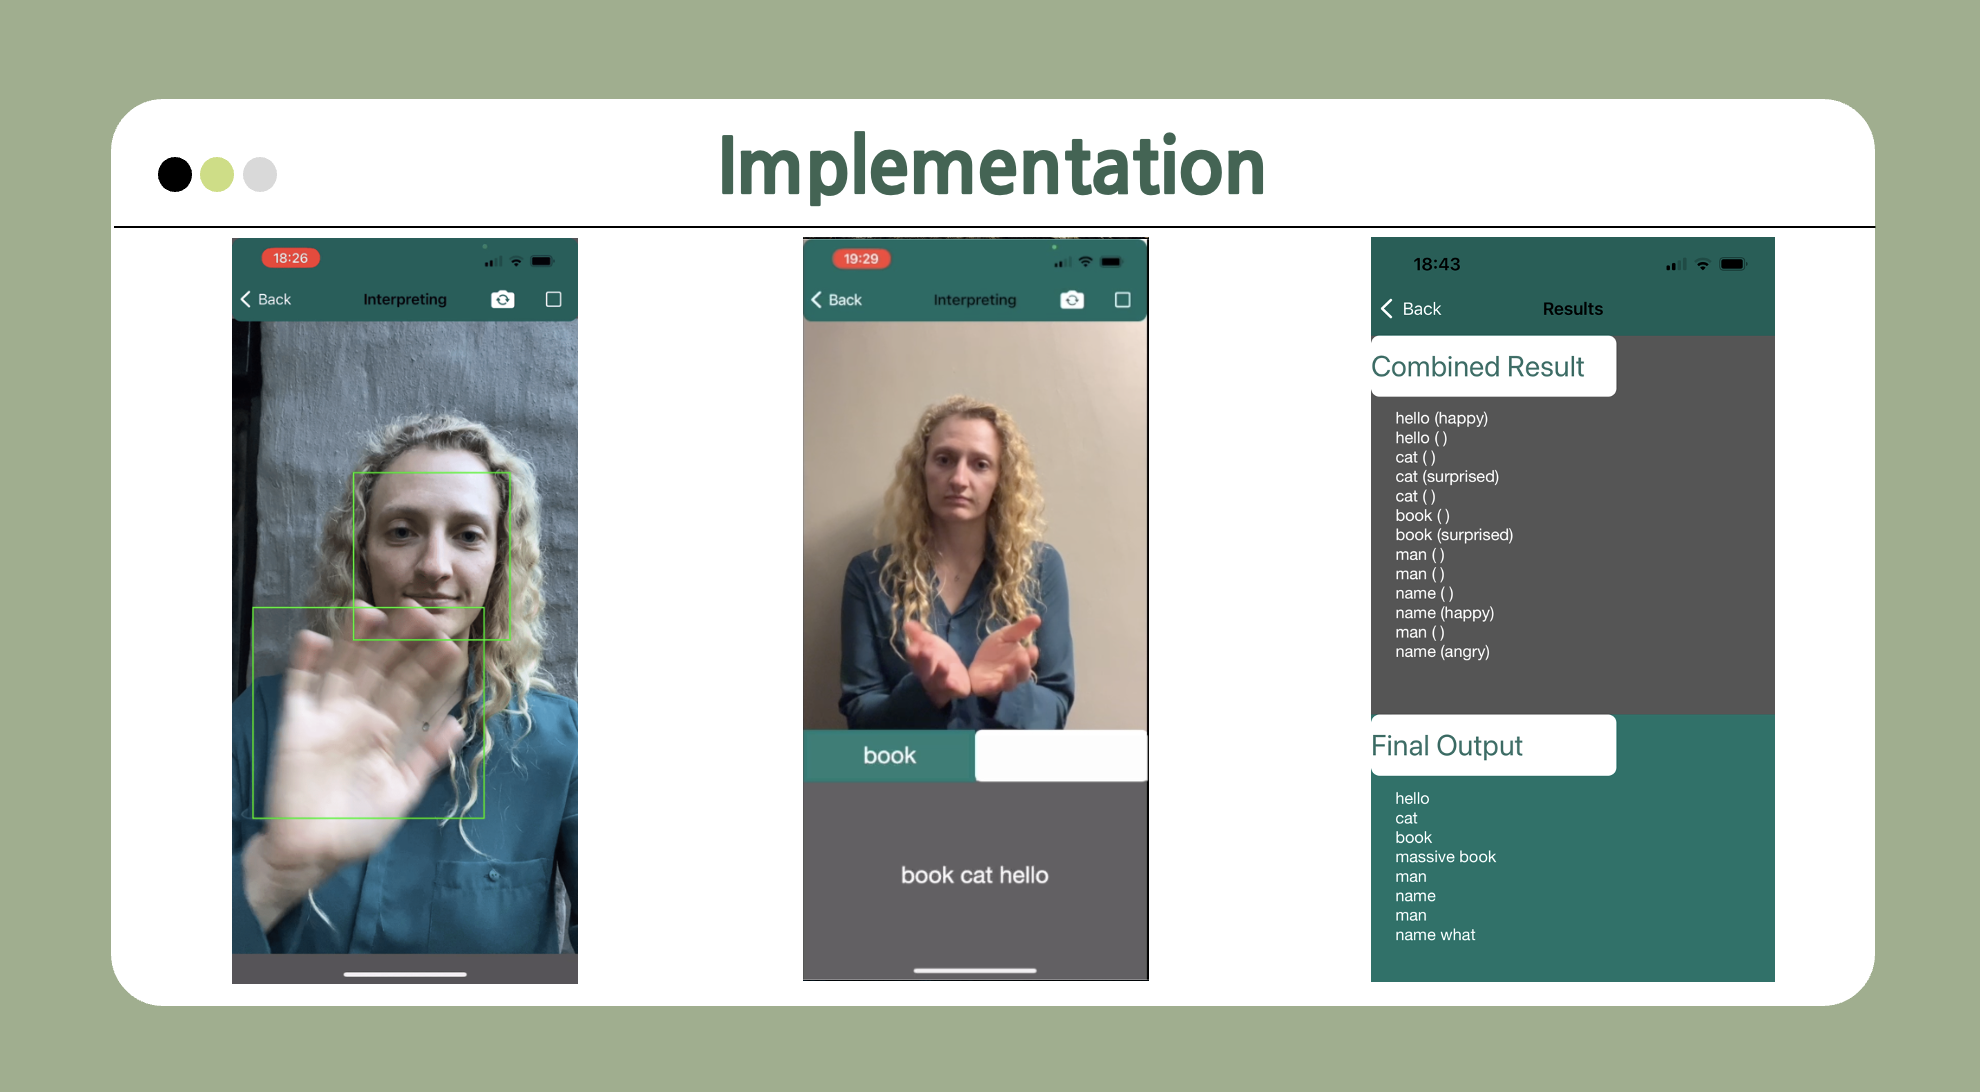 Implementation
18:26
Back
Interpreting
19:29
Back
Interpreting
book
book cat hello
18:43
Back
Results
Combined Result
hello (happy)
hello ( )
cat ( )
cat (surprised)
cat ( )
book ( )
book (surprised)
man ( )
man ( )
name ( )
name (happy)
man ( )
name (angry)
Final Output
hello
cat
book
massive book
man
name
man
name what